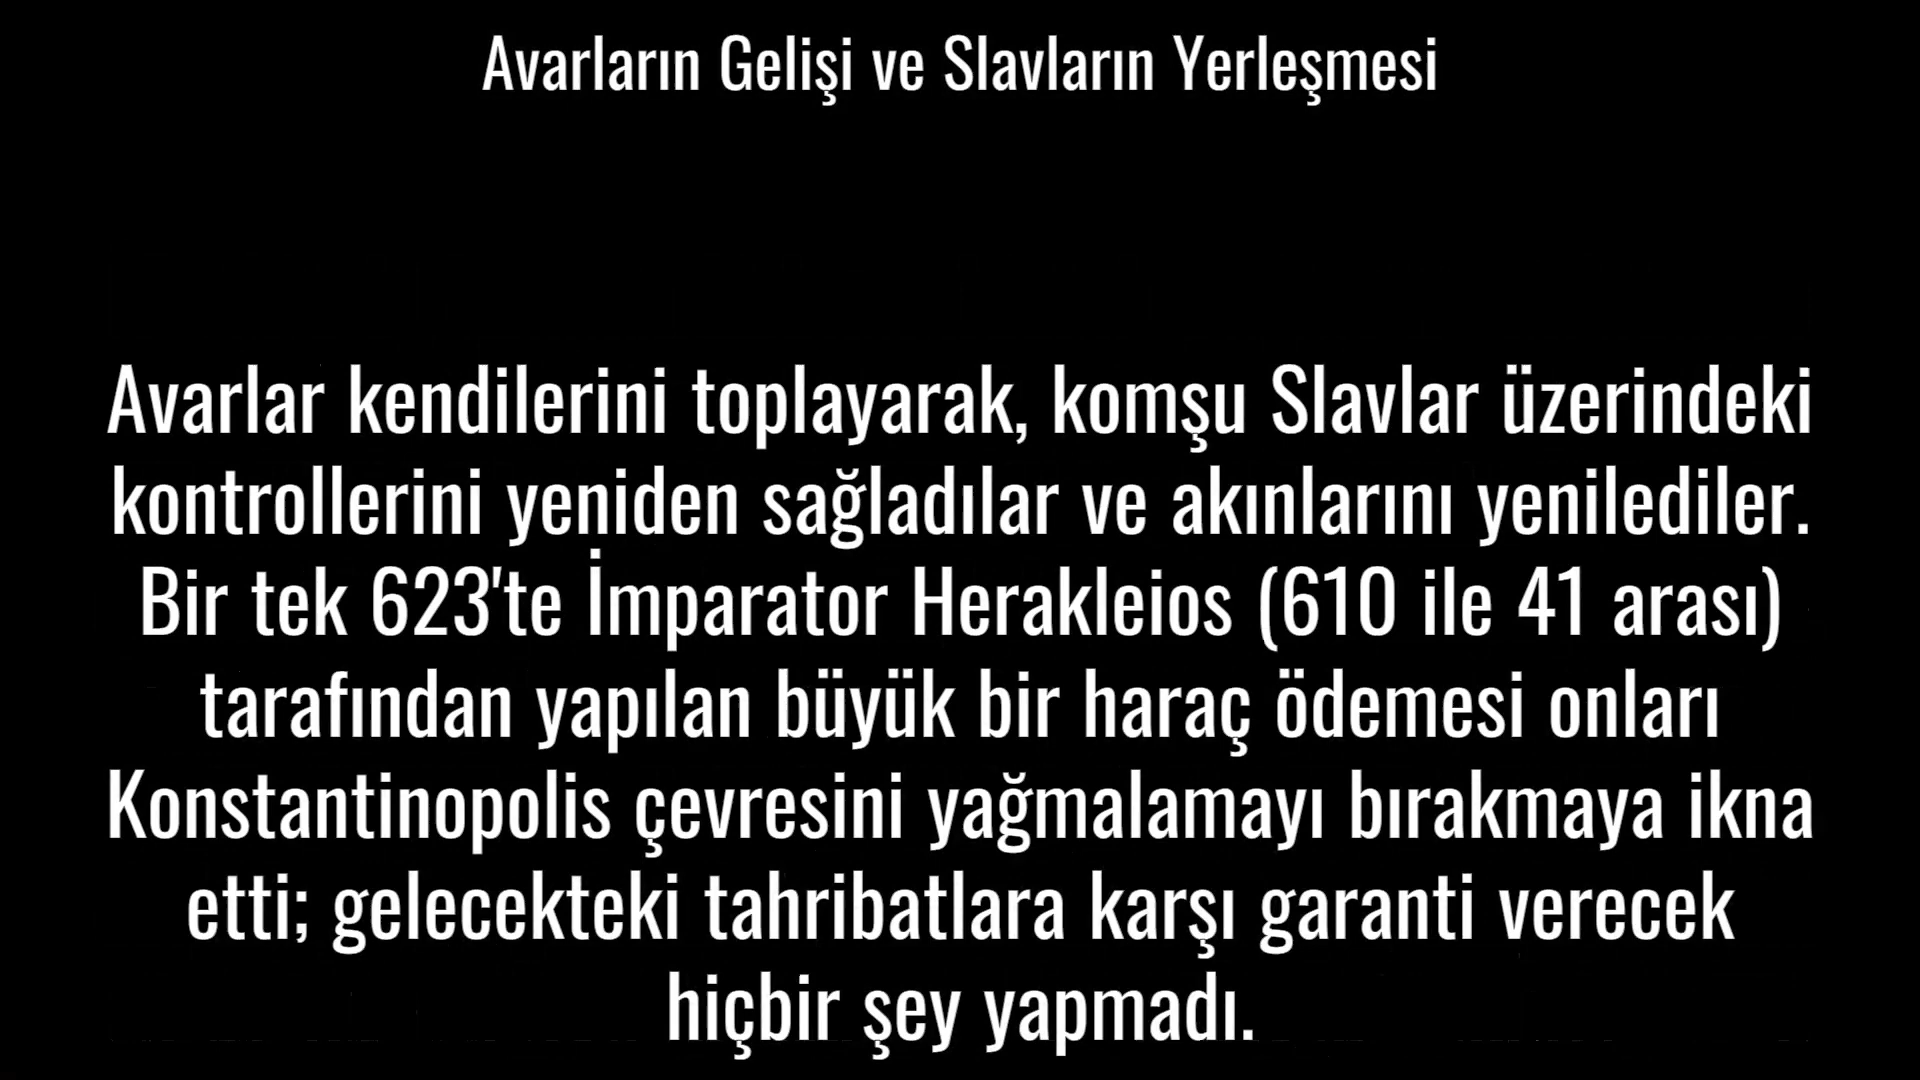 Avarların Gelişi ve Slavların Yerleşmesi
Avarlar kendilerini toplayarak, komşu Slavlar üzerindeki
kontrollerini yeniden sağladılar ve akınlarını yenilediler.
Bir tek 623'te İmparator Herakleios (610 ile 41 arası)
tarafından yapılan büyük bir haraç ödemesi onları
Konstantinopolis çevresini yağmalamayı bırakmaya ikna
etti; gelecekteki tahribatlara karşı garanti verecek
hiçbir şey yapmadı.